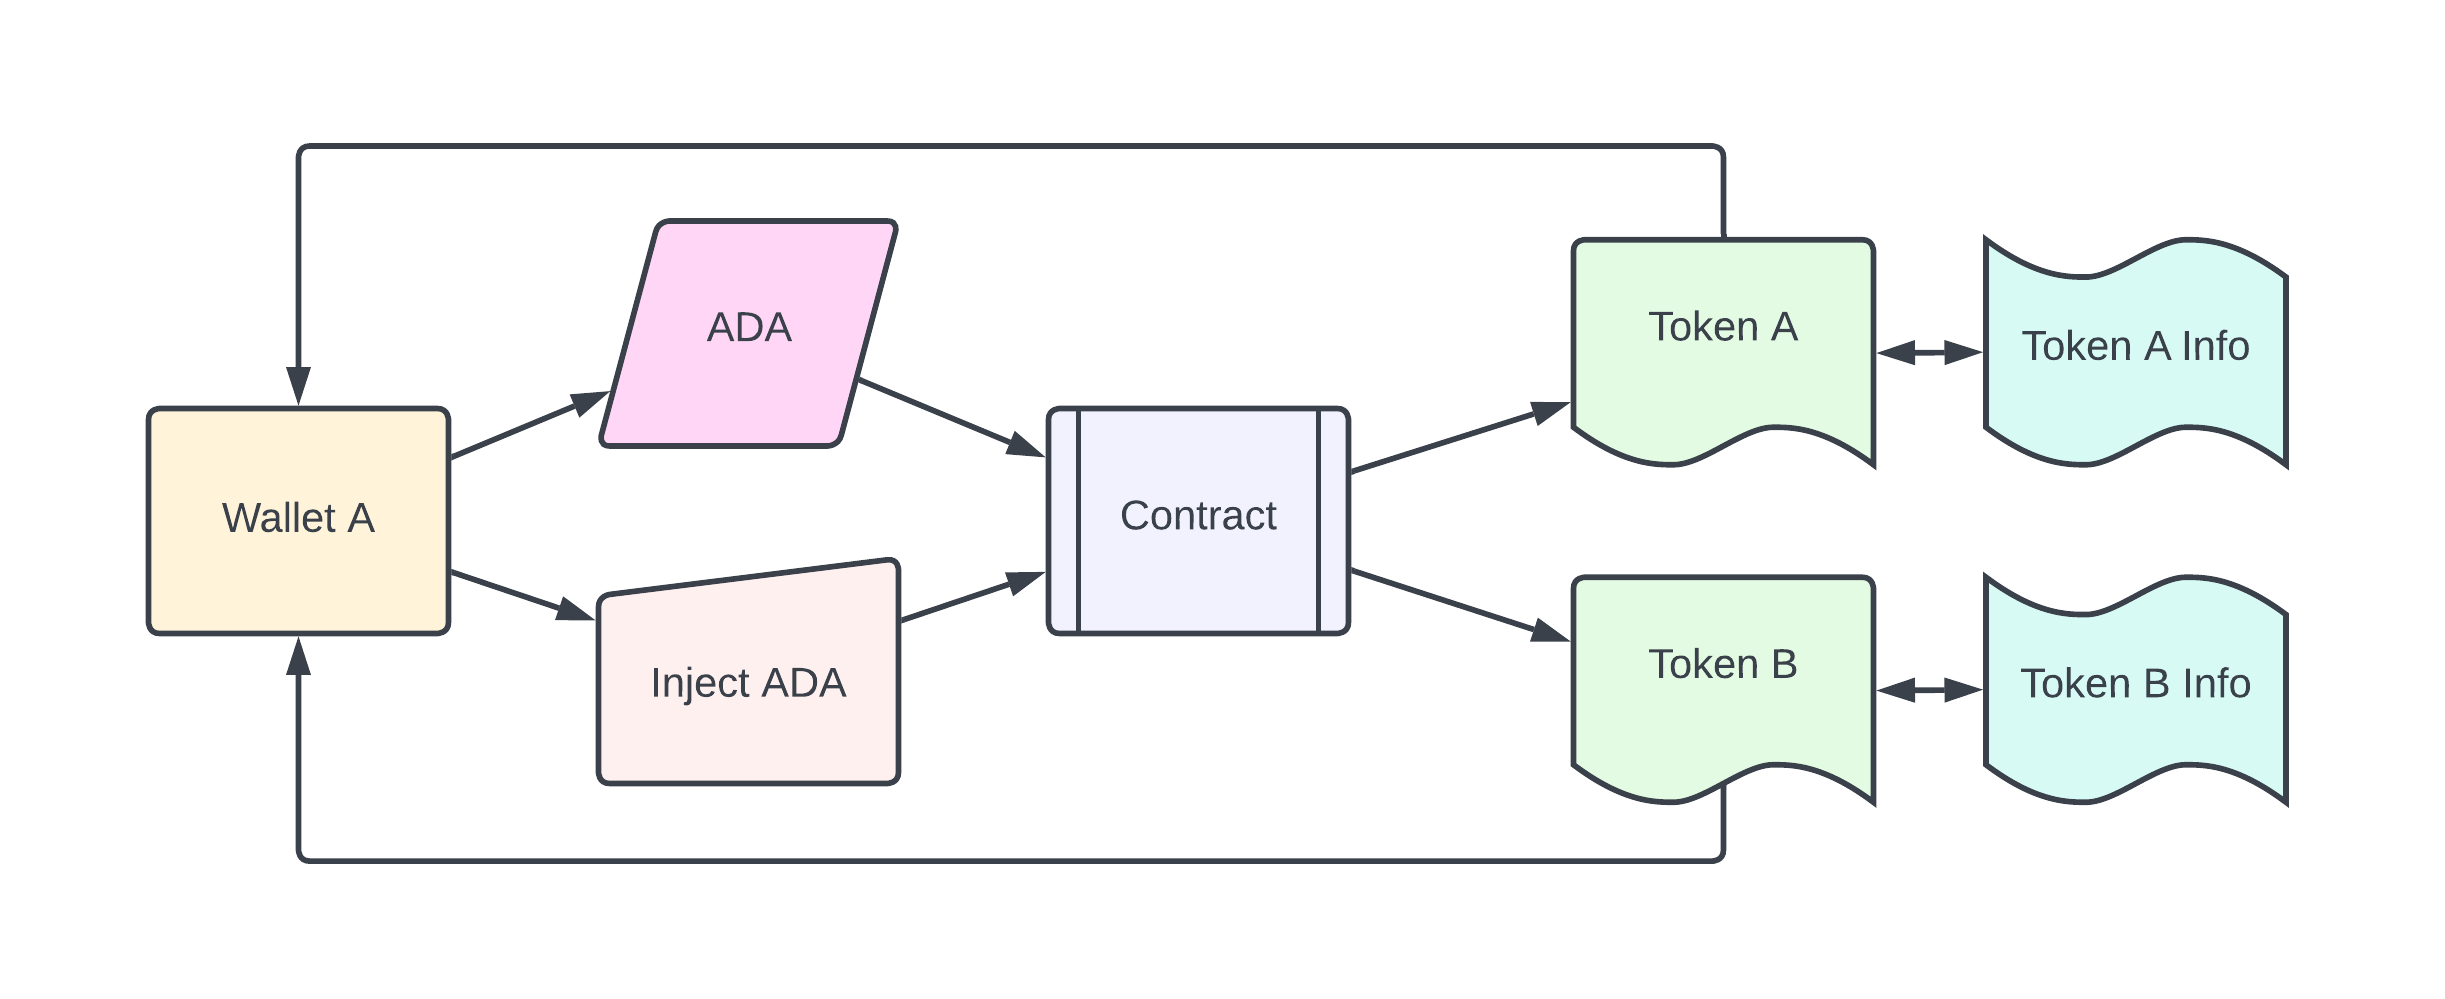 ADA
Token A
Token A Info
Wallet A
Contract
Inject ADA
Token B
Token B Info